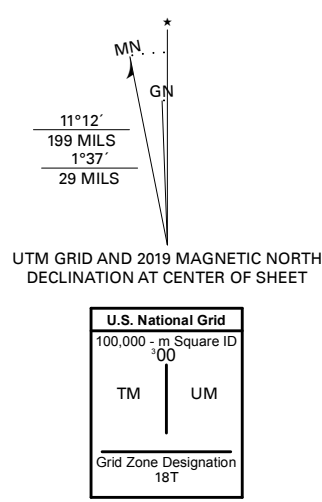 ★
MN
GN
11°12´
199 MILS
1°37´
29 MILS
UTM GRID AND 2019 MAGNETIC NORTH
DECLINATION AT CENTER OF SHEET
U.S. National Grid
100,000 - m Square ID
³00
TM UM
Grid Zone Designation
18T